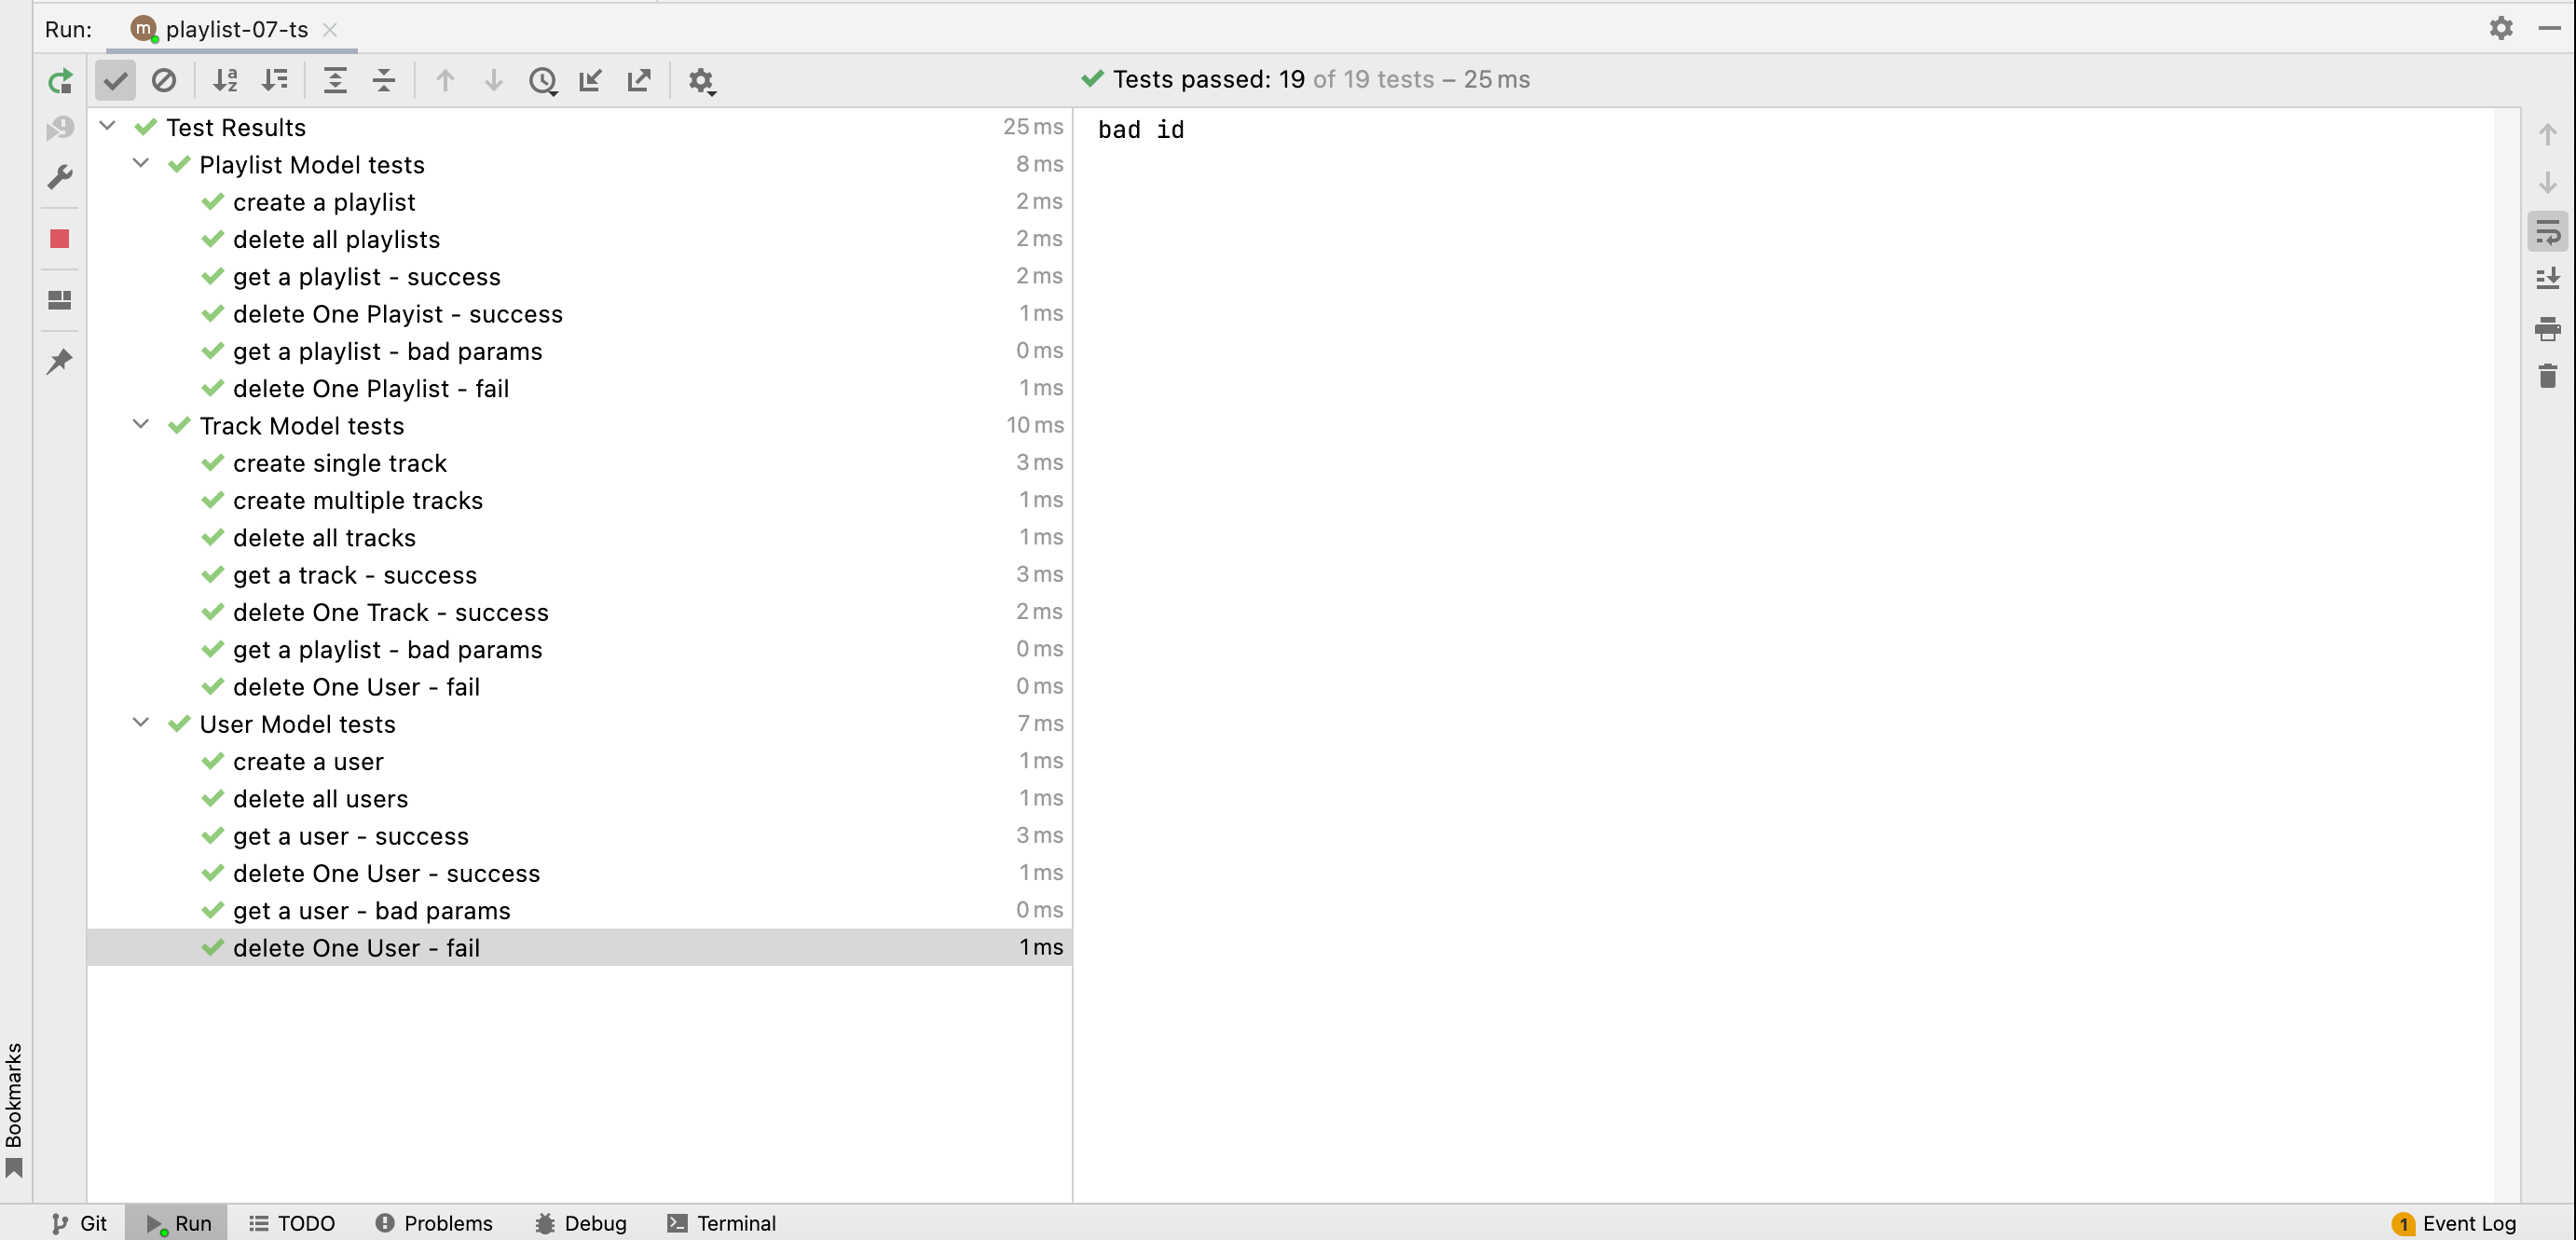 Run: m playlist-07-ts
Tests passed: 19 of 19 tests – 25 ms
Test Results 25 ms
Playlist Model tests 8 ms
create a playlist 2 ms
delete all playlists 2 ms
get a playlist - success 2 ms
delete One Playist - success 1 ms
get a playlist - bad params 0 ms
delete One Playlist - fail 1 ms
Track Model tests 10 ms
create single track 3 ms
create multiple tracks 1 ms
delete all tracks 1 ms
get a track - success 3 ms
delete One Track - success 2 ms
get a playlist - bad params 0 ms
delete One User - fail 0 ms
User Model tests 7 ms
create a user 1 ms
delete all users 1 ms
get a user - success 3 ms
delete One User - success 1 ms
get a user - bad params 0 ms
delete One User - fail 1 ms
bad id
Bookmarks
Git Run TODO Problems Debug Terminal 1 Event Log